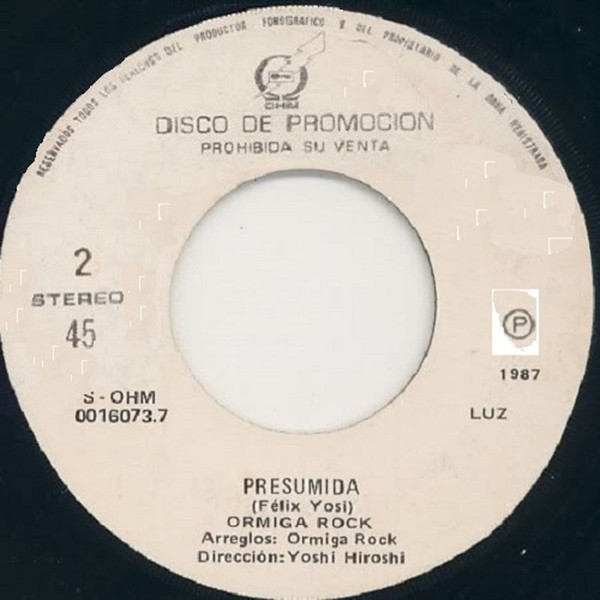 RESERVADOS TODOS LOS DERECHOS DEL PRODUCTOR FONOGRAFICO Y DEL PROPIETARIO DE LA OBRA REGISTRADA
OHM
DISCO DE PROMOCION
PROHIBIDA SU VENTA
2
STEREO
45
P
1987
S-OHM
0016073.7
LUZ
PRESUMIDA
(Félix Yosi)
ORMIGA ROCK
Arreglos: Ormiga Rock
Dirección: Yoshi Hiroshi